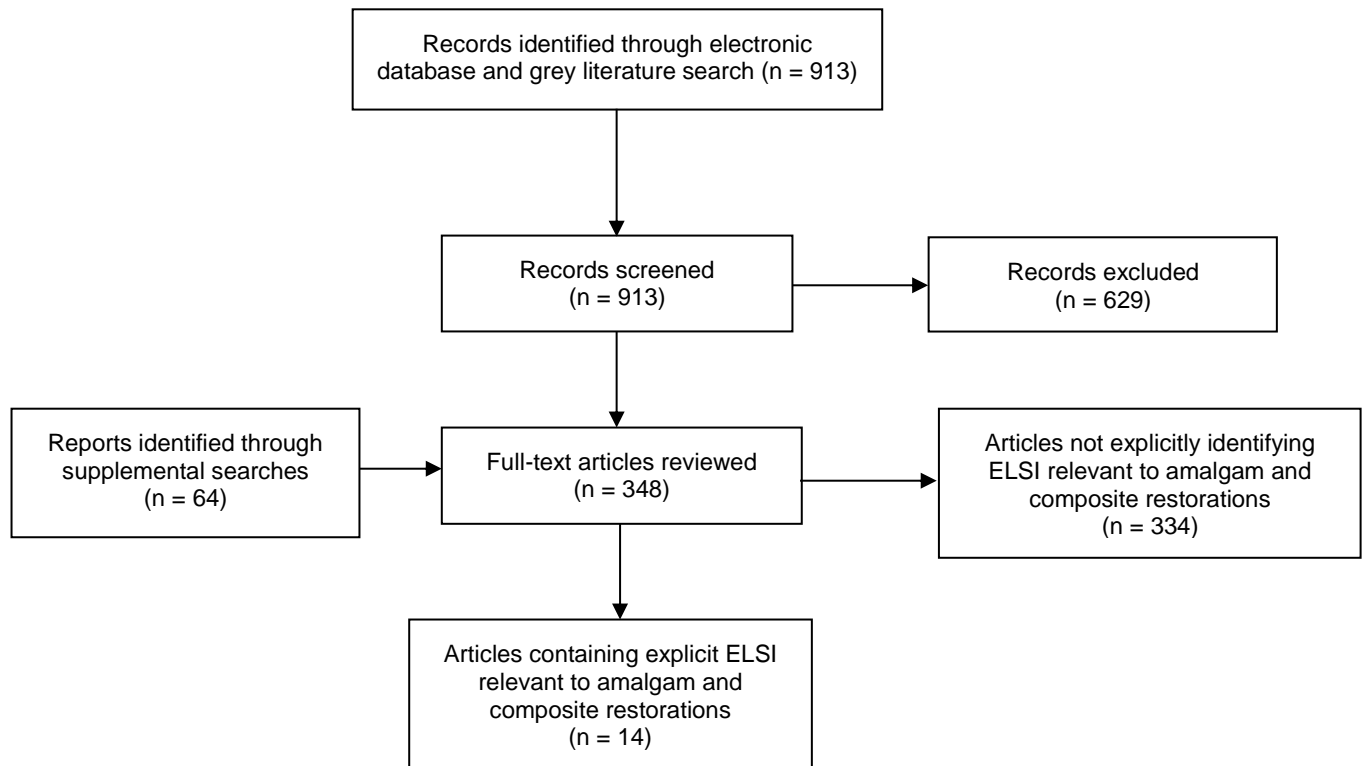 Records identified through electronic
database and grey literature search (n = 913)
Records screened
(n = 913)
Records excluded
(n = 629)
Reports identified through
supplemental searches
(n = 64)
Full-text articles reviewed
(n = 348)
Articles not explicitly identifying
ELSI relevant to amalgam and
composite restorations
(n = 334)
Articles containing explicit ELSI
relevant to amalgam and
composite restorations
(n = 14)